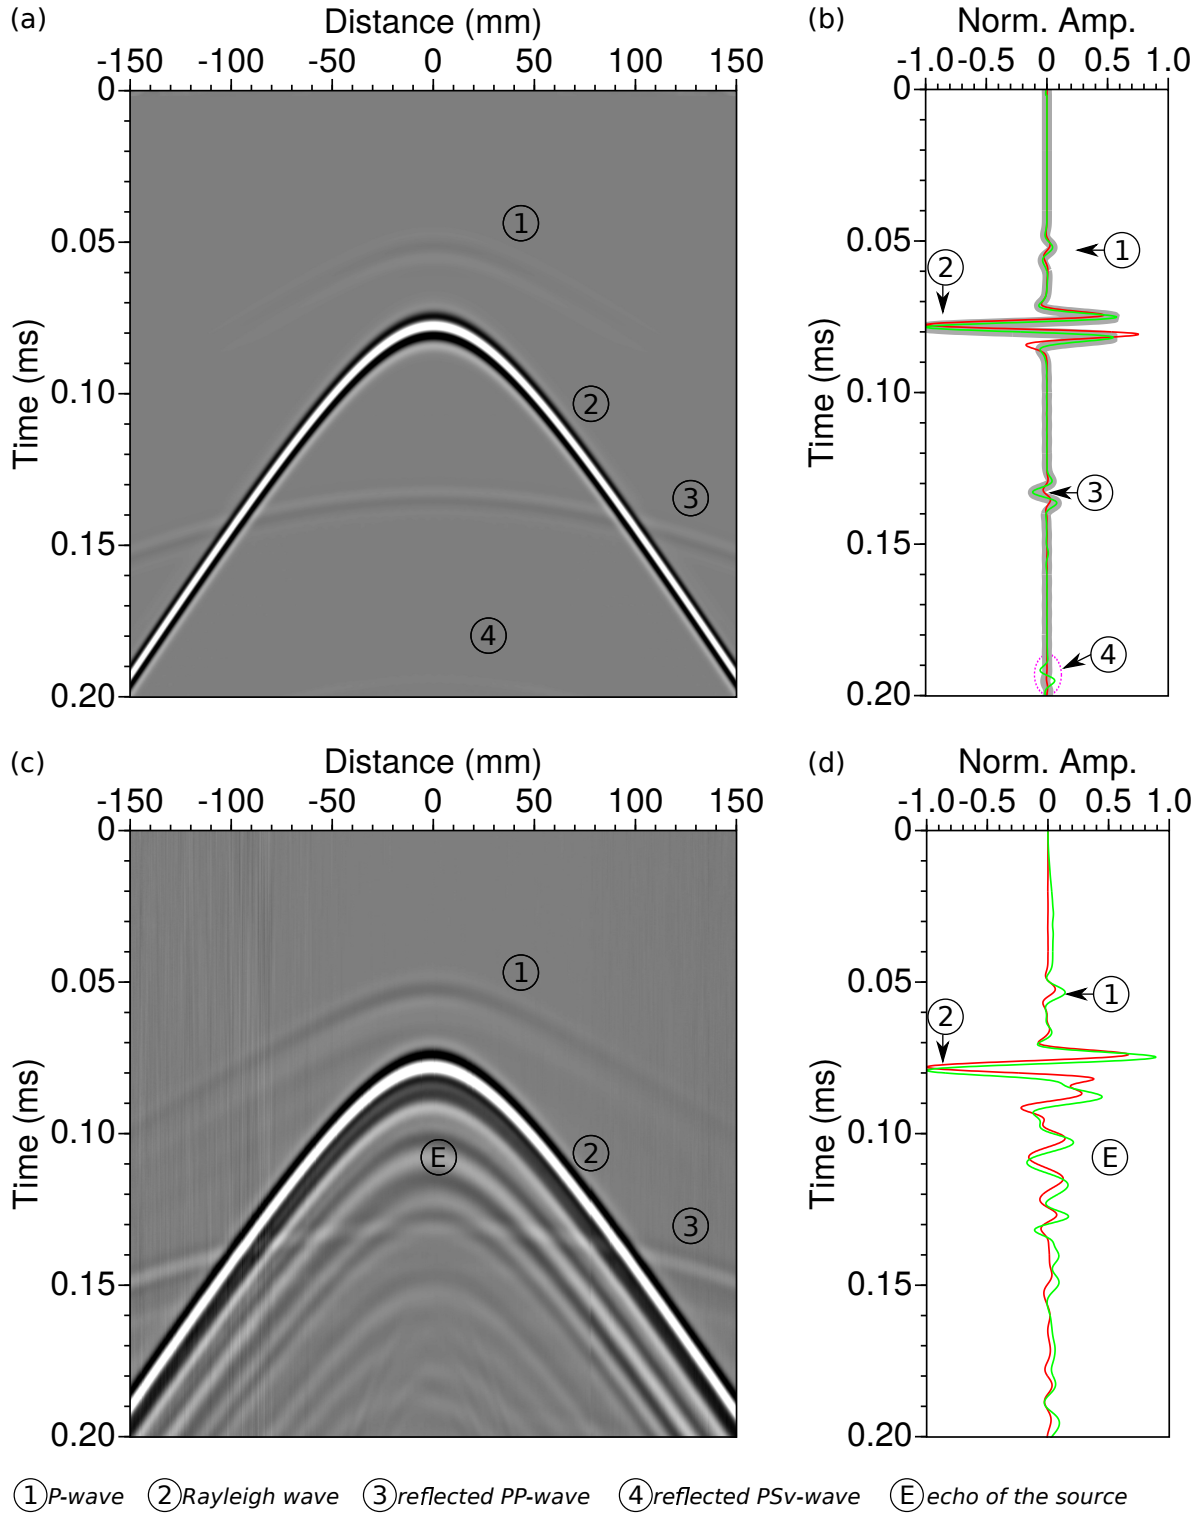 (a)
Distance (mm)
-150 -100 -50 0 50 100 150
0
0.05
0.10
0.15
0.20
Time (ms)
1
2
3
4
(b)
Norm. Amp.
-1.0 -0.5 0 0.5 1.0
0
0.05
0.10
0.15
0.20
Time (ms)
1
2
3
4
(c)
Distance (mm)
-150 -100 -50 0 50 100 150
0
0.05
0.10
0.15
0.20
Time (ms)
1
E
2
3
(d)
Norm. Amp.
-1.0 -0.5 0 0.5 1.0
0
0.05
0.10
0.15
0.20
Time (ms)
1
2
E
1 P-wave 2 Rayleigh wave 3 reflected PP-wave 4 reflected PSv-wave E echo of the source